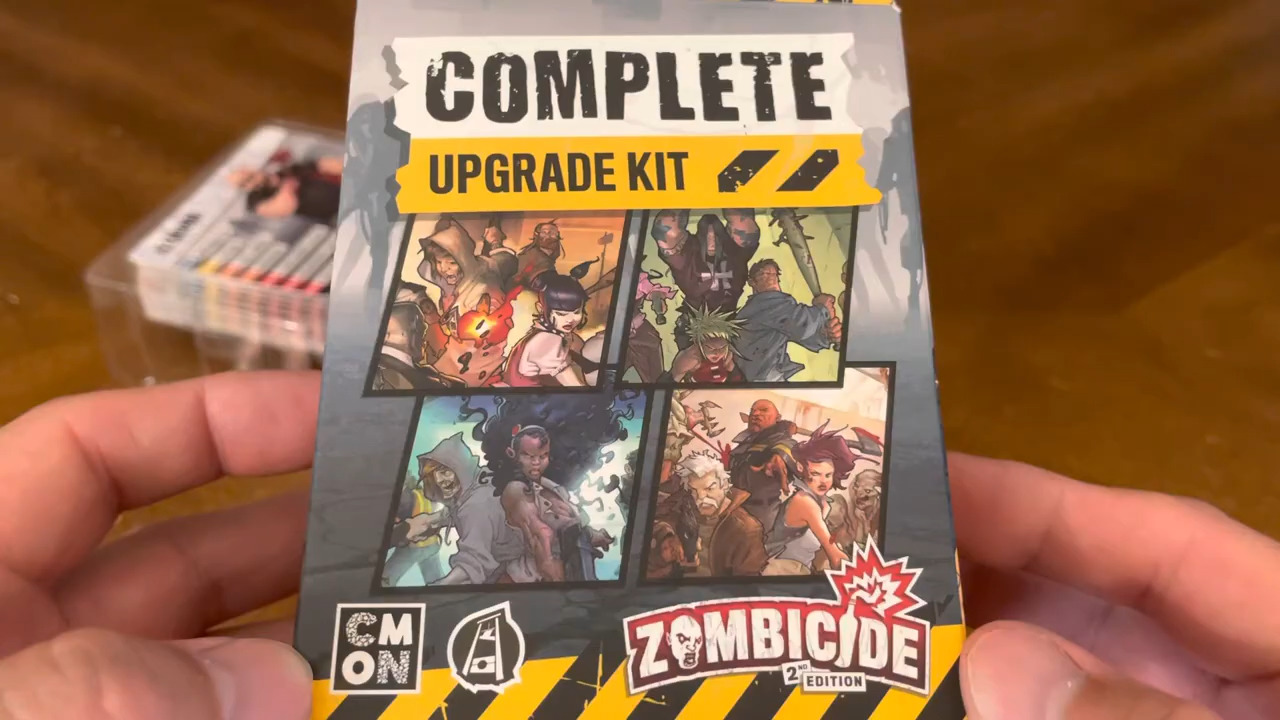 COMPLETE
UPGRADE KIT
CM
ON
ZOMBICIDE
2ND EDITION